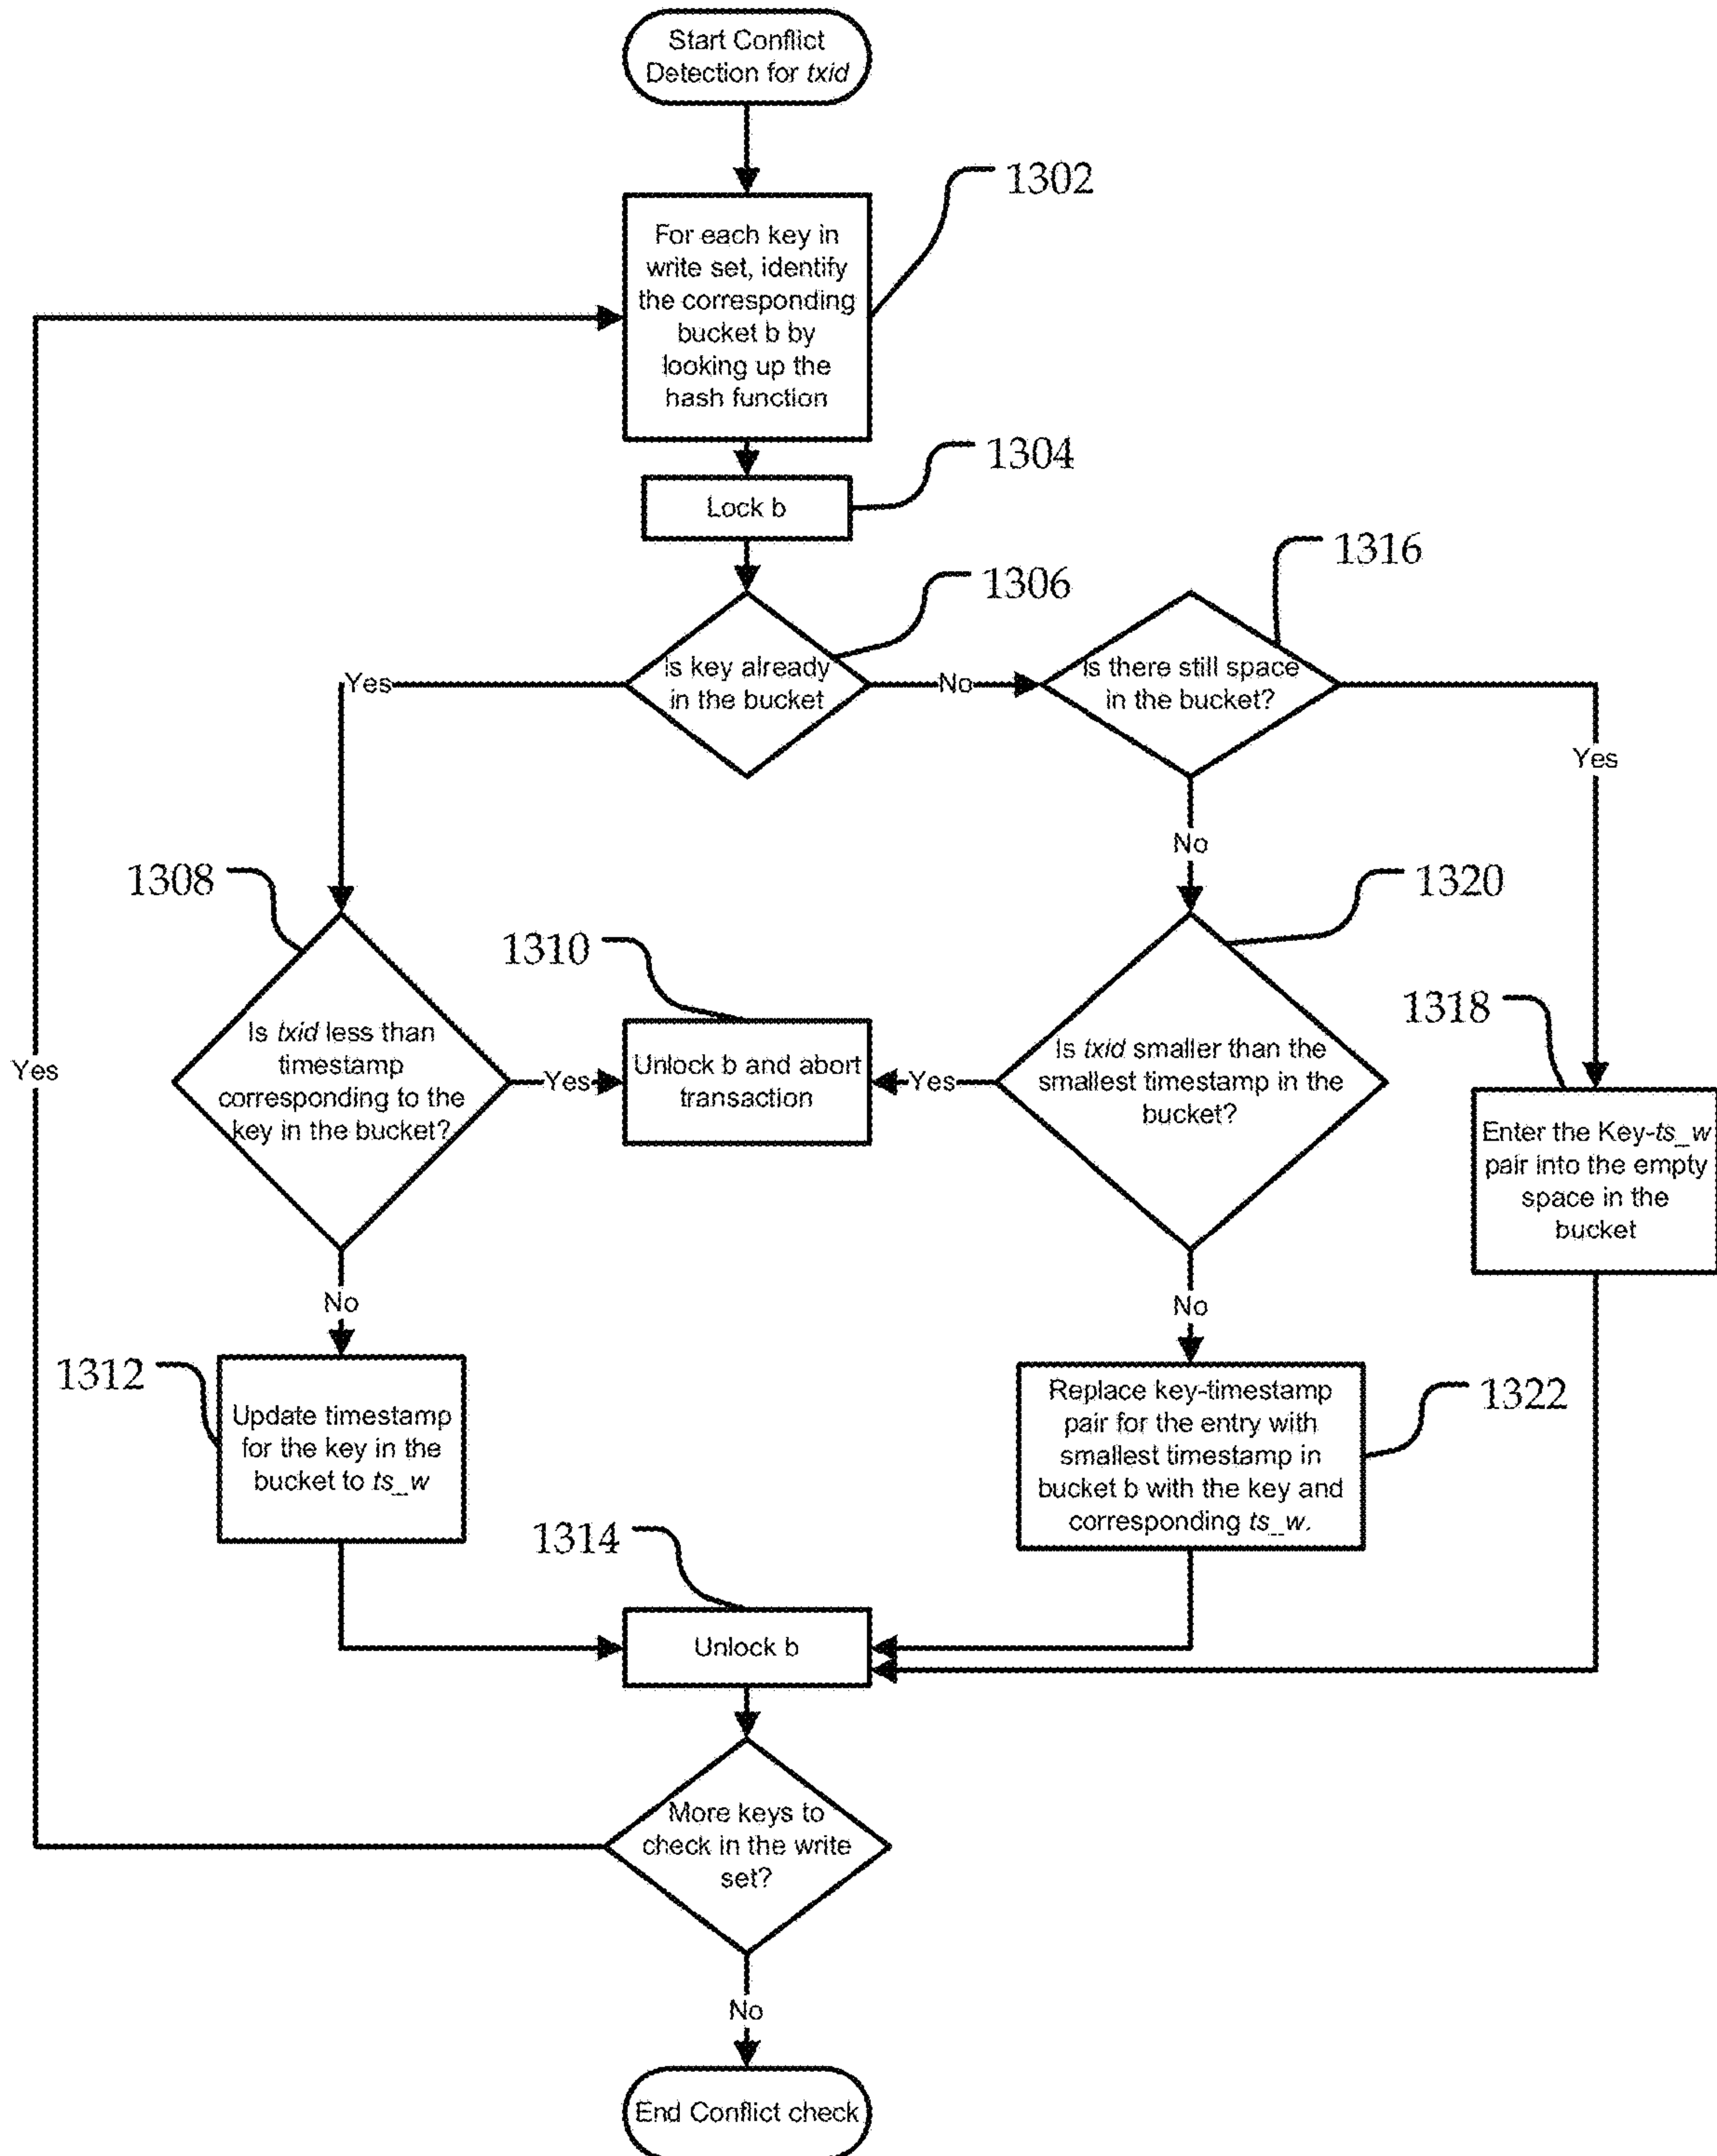 Start Conflict
Detection for txid
1302
For each key in
write set, identify
the corresponding
bucket b by
looking up the
hash function
1304
Lock b
1316
1306
Is key already
in the bucket
Is there still space
in the bucket?
Yes
No
Yes
No
1308
1320
1310
1318
Is txid less than
timestamp
corresponding to the
key in the bucket?
Yes
Unlock b and abort
transaction
Yes
Is txid smaller than the
smallest timestamp in the
bucket?
Yes
Enter the Key-ts_w
pair into the empty
space in the
bucket
No
No
1312
Update timestamp
for the key in the
bucket to ts_w
1322
Replace key-timestamp
pair for the entry with
smallest timestamp in
bucket b with the key and
corresponding ts_w.
1314
Unlock b
More keys to
check in the write
set?
No
End Conflict check